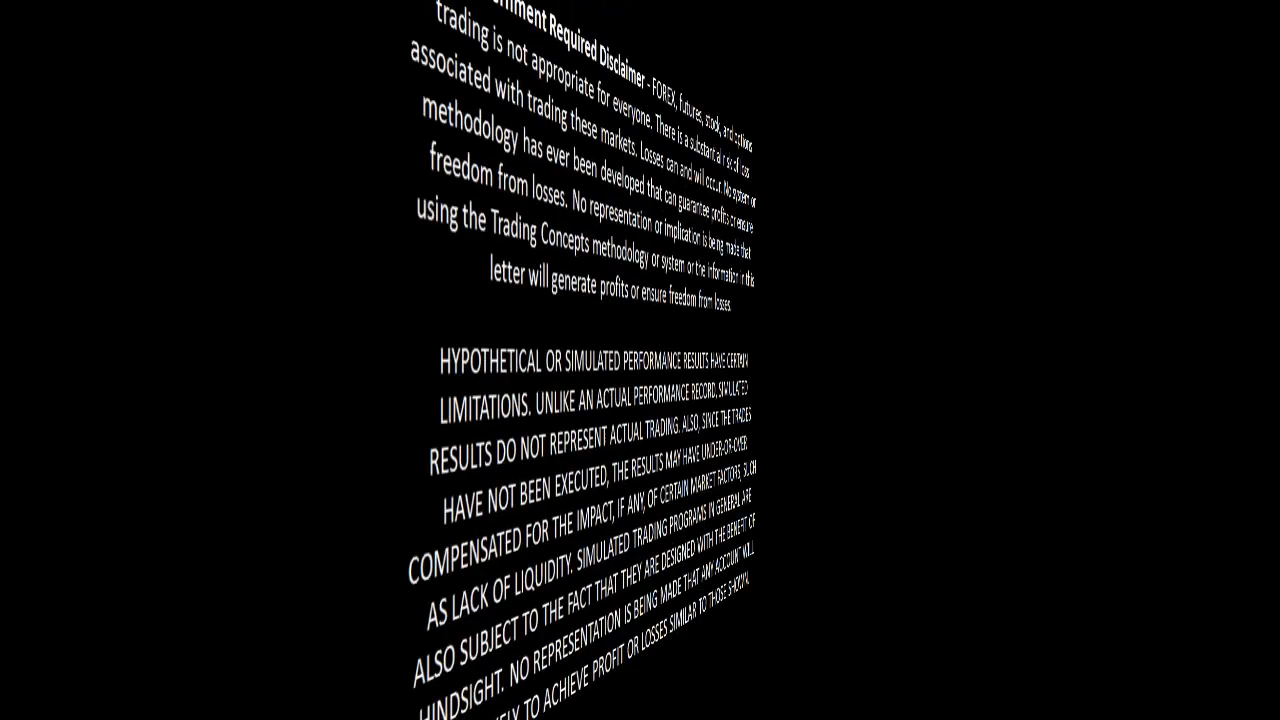 Required Disclaimer - FOREX, futures, stock, and options
trading is not appropriate for everyone. There is a substantial risk of loss
associated with trading these markets. Losses can and will occur. No system or
methodology has ever been developed that can guarantee profits or ensure
freedom from losses. No representation or implication is being made that
using the Trading Concepts methodology or system or the information in this
letter will generate profits or ensure freedom from losses.
HYPOTHETICAL OR SIMULATED PERFORMANCE RESULTS HAVE CERTAIN
LIMITATIONS. UNLIKE AN ACTUAL PERFORMANCE RECORD, SIMULATED
RESULTS DO NOT REPRESENT ACTUAL TRADING. ALSO, SINCE THE TRADES
HAVE NOT BEEN EXECUTED, THE RESULTS MAY HAVE UNDER-OR-OVER
COMPENSATED FOR THE IMPACT, IF ANY, OF CERTAIN MARKET FACTORS, SUCH
AS LACK OF LIQUIDITY. SIMULATED TRADING PROGRAMS IN GENERAL ARE
ALSO SUBJECT TO THE FACT THAT THEY ARE DESIGNED WITH THE BENEFIT OF
HINDSIGHT. NO REPRESENTATION IS BEING MADE THAT ANY ACCOUNT WILL
TO ACHIEVE PROFIT OR LOSSES SIMILAR TO THOSE SHOWN.